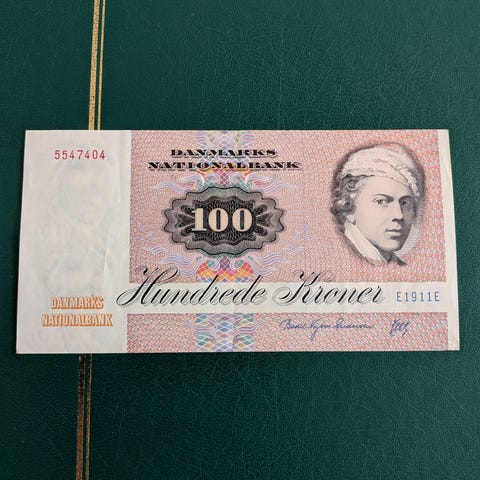 5547404
DANMARKS
NATIONALBANK
100
Hundrede Kroner
E1911E
DANMARKS
NATIONALBANK